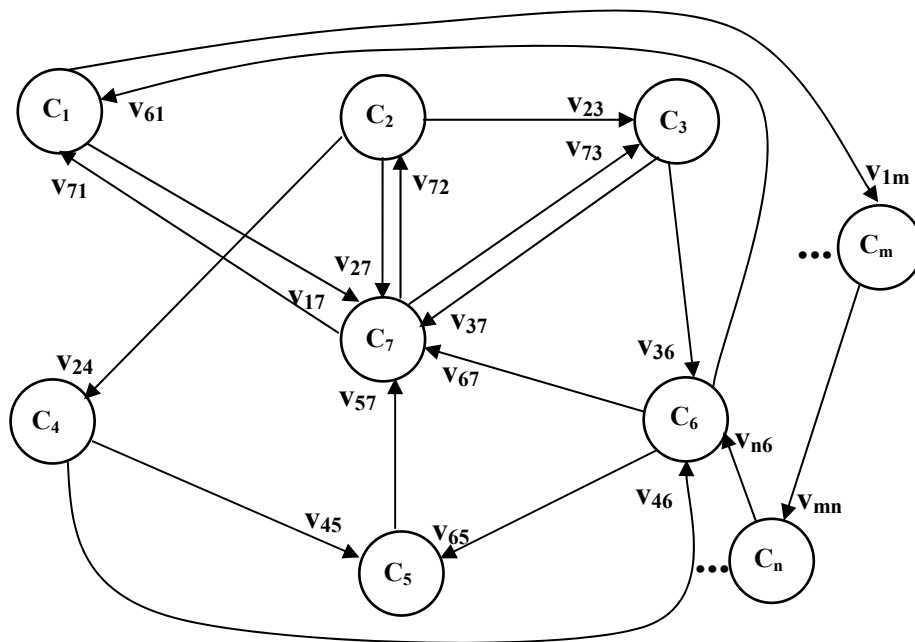 C₁
v₆₁
C₂
v₂₃
C₃
v₇₃
v₇₁
v₇₂
v₁ₘ
Cₘ
...
v₂₇
v₁₇
v₃₇
C₇
v₃₆
v₂₄
v₅₇
v₆₇
C₄
C₆
vₙ₆
v₄₆
vₘₙ
v₄₅
v₆₅
C₅
...
Cₙ